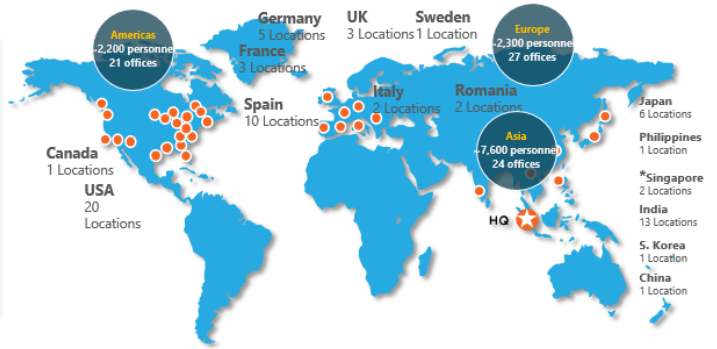 Americas
~2,200 personnel
21 offices
Germany
5 Locations
UK
3 Locations
Sweden
1 Location
Europe
~2,300 personnel
27 offices
France
3 Locations
Spain
10 Locations
Italy
2 Locations
Romania
2 Locations
Asia
~7,600 personnel
24 offices
Canada
1 Locations
USA
20
Locations
HQ
Japan
6 Locations
Philippines
1 Location
*Singapore
2 Locations
India
13 Locations
S. Korea
1 Location
China
1 Location